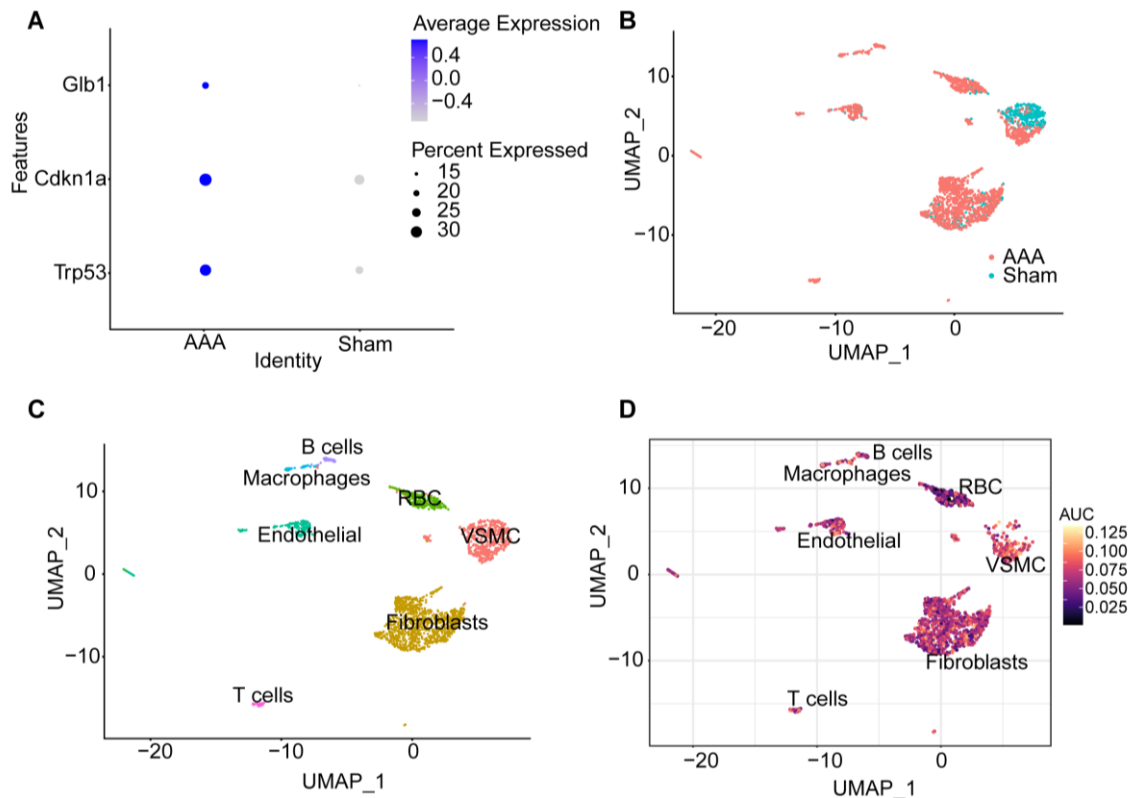 A
Features
Glb1
Cdkn1a
Trp53
AAA
Sham
Identity
Average Expression
0.4
0.0
−0.4
Percent Expressed
15
20
25
30
B
UMAP_2
10
0
−10
−20
−10
0
UMAP_1
AAA
Sham
C
UMAP_2
10
0
−10
B cells
Macrophages
RBC
Endothelial
VSMC
Fibroblasts
T cells
−20
−10
0
UMAP_1
D
UMAP_2
10
0
−10
B cells
Macrophages
RBC
Endothelial
VSMC
Fibroblasts
T cells
−20
−10
0
UMAP_1
AUC
0.125
0.100
0.075
0.050
0.025